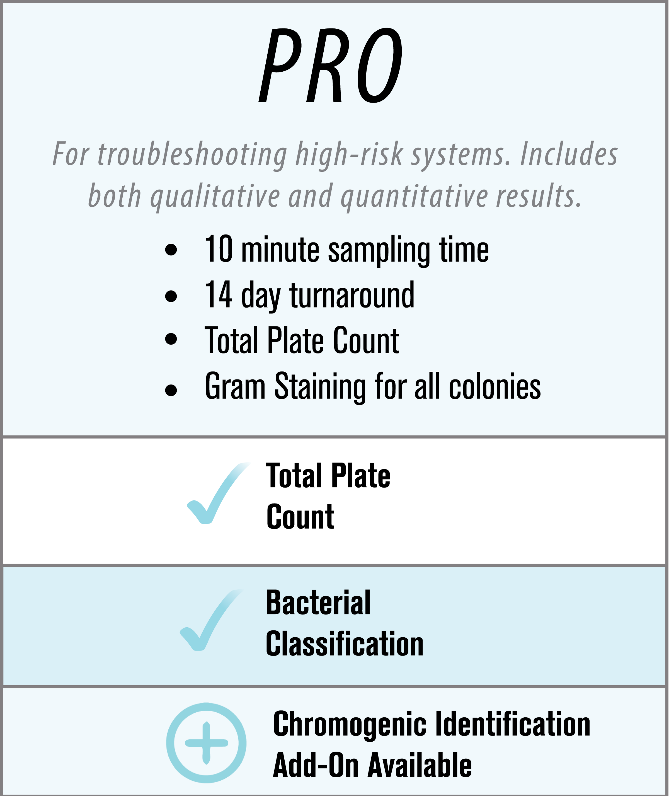 PRO
For troubleshooting high-risk systems. Includes
both qualitative and quantitative results.
• 10 minute sampling time
• 14 day turnaround
• Total Plate Count
• Gram Staining for all colonies
Total Plate
Count
Bacterial
Classification
Chromogenic Identification
Add-On Available